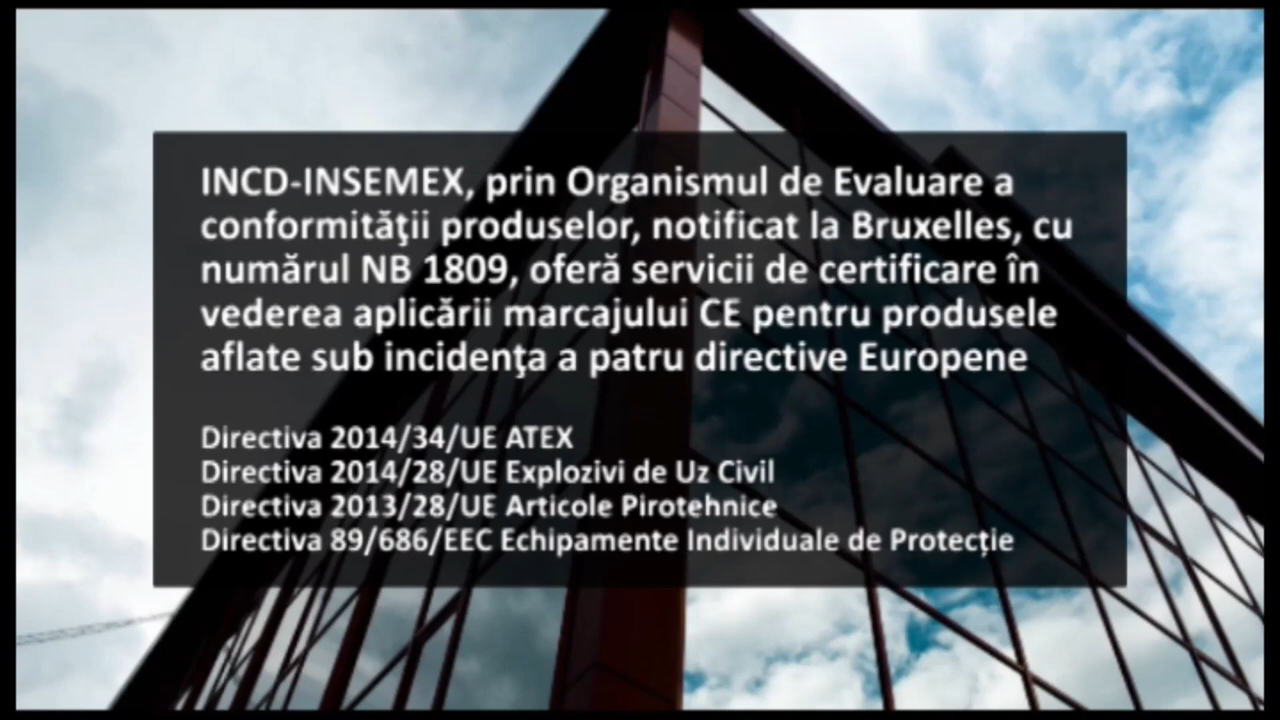 INCD-INSEMEX, prin Organismul de Evaluare a
conformităţii produselor, notificat la Bruxelles, cu
numărul NB 1809, oferă servicii de certificare în
vederea aplicării marcajului CE pentru produsele
aflate sub incidenţa a patru directive Europene
Directiva 2014/34/UE ATEX
Directiva 2014/28/UE Explozivi de Uz Civil
Directiva 2013/28/UE Articole Pirotehnice
Directiva 89/686/EEC Echipamente Individuale de Protecție